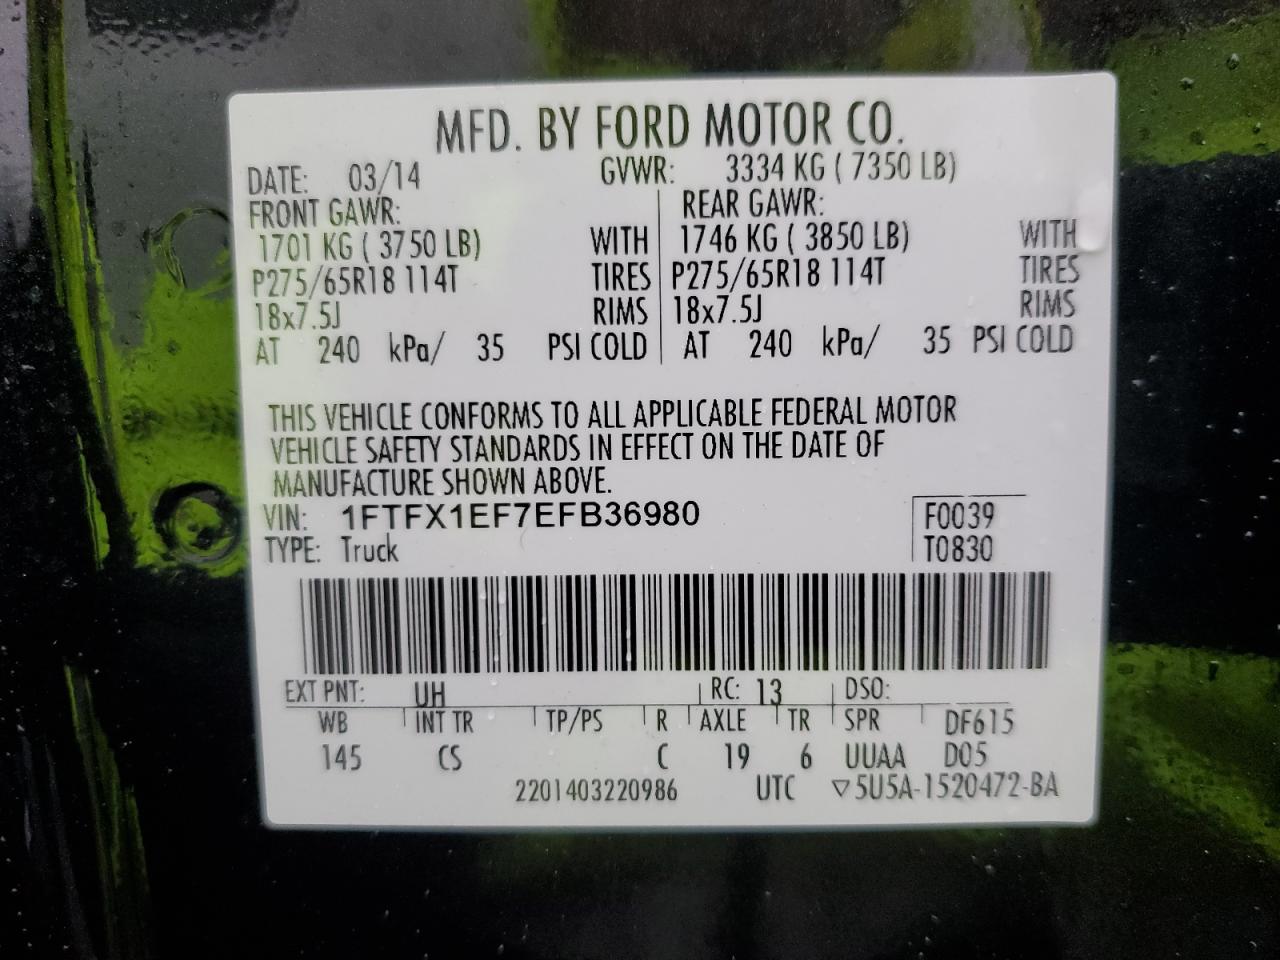 MFD. BY FORD MOTOR CO.
DATE: 03/14 GVWR: 3334 KG ( 7350 LB)
FRONT GAWR: REAR GAWR:
1701 KG ( 3750 LB) WITH 1746 KG ( 3850 LB) WITH
P275/65R18 114T TIRES P275/65R18 114T TIRES
18x7.5J RIMS 18x7.5J RIMS
AT 240 kPa/ 35 PSI COLD AT 240 kPa/ 35 PSI COLD
THIS VEHICLE CONFORMS TO ALL APPLICABLE FEDERAL MOTOR
VEHICLE SAFETY STANDARDS IN EFFECT ON THE DATE OF
MANUFACTURE SHOWN ABOVE.
VIN: 1FTFX1EF7EFB36980 F0039
TYPE: Truck T0830
EXT PNT: UH RC: 13 DSO:
WB INT TR TP/PS R AXLE TR SPR DF615
145 CS C 19 6 UUAA D05
2201403220986 UTC ▽5U5A-1520472-BA